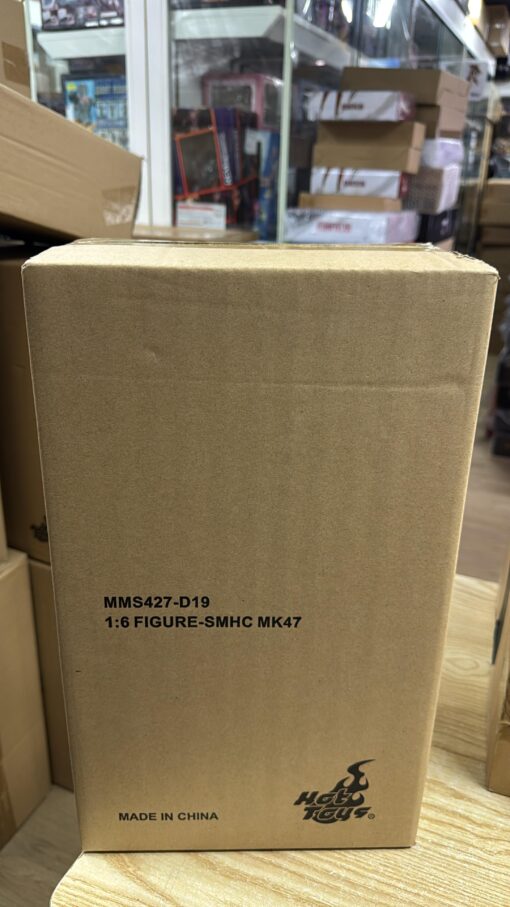 MMS427-D19
1:6 FIGURE-SMHC MK47
Hot
Toys®
MADE IN CHINA